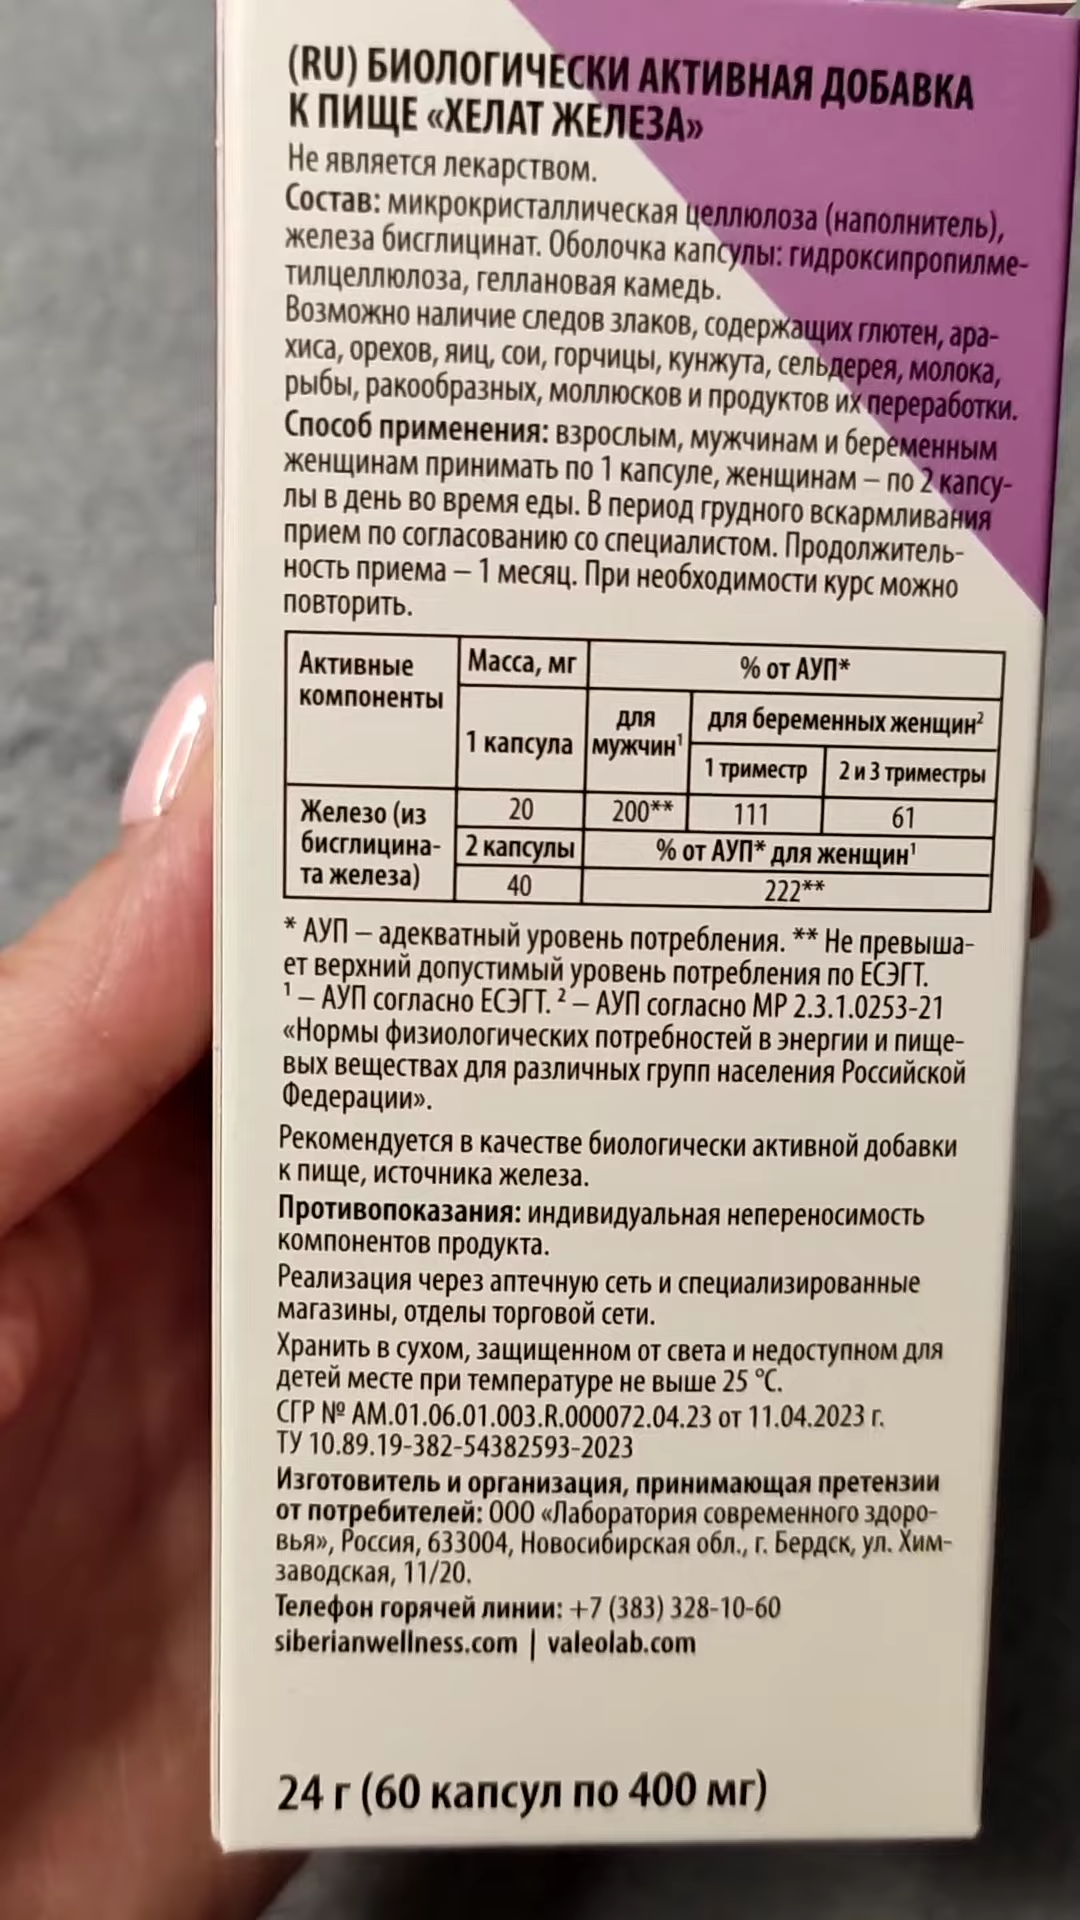 (RU) БИОЛОГИЧЕСКИ АКТИВНАЯ ДОБАВКА
К ПИЩЕ «ХЕЛАТ ЖЕЛЕЗА»
Не является лекарством.
Состав: микрокристаллическая целлюлоза (наполнитель),
железа бисглицинат. Оболочка капсулы: гидроксипропилме-
тилцеллюлоза, геллановая камедь.
Возможно наличие следов злаков, содержащих глютен, ара-
хиса, орехов, яиц, сои, горчицы, кунжута, сельдерея, молока,
рыбы, ракообразных, моллюсков и продуктов их переработки.
Способ применения: взрослым, мужчинам и беременным
женщинам принимать по 1 капсуле, женщинам – по 2 капсу-
лы в день во время еды. В период грудного вскармливания
прием по согласованию со специалистом. Продолжитель-
ность приема – 1 месяц. При необходимости курс можно
повторить.
Активные компоненты
Масса, мг
% от АУП*
1 капсула
для мужчин¹
для беременных женщин²
1 триместр
2 и 3 триместры
Железо (из бисглицина-та железа)
20
200**
111
61
2 капсулы
% от АУП* для женщин¹
40
222**
* АУП – адекватный уровень потребления. ** Не превыша-
ет верхний допустимый уровень потребления по ЕСЭГТ.
¹ – АУП согласно ЕСЭГТ. ² – АУП согласно МР 2.3.1.0253-21
«Нормы физиологических потребностей в энергии и пище-
вых веществах для различных групп населения Российской
Федерации».
Рекомендуется в качестве биологически активной добавки
к пище, источника железа.
Противопоказания: индивидуальная непереносимость
компонентов продукта.
Реализация через аптечную сеть и специализированные
магазины, отделы торговой сети.
Хранить в сухом, защищенном от света и недоступном для
детей месте при температуре не выше 25 °С.
СГР № AM.01.06.01.003.R.000072.04.23 от 11.04.2023 г.
ТУ 10.89.19-382-54382593-2023
Изготовитель и организация, принимающая претензии
от потребителей: ООО «Лаборатория современного здоро-
вья», Россия, 633004, Новосибирская обл., г. Бердск, ул. Хим-
заводская, 11/20.
Телефон горячей линии: +7 (383) 328-10-60
siberianwellness.com | valeolab.com
24 г (60 капсул по 400 мг)